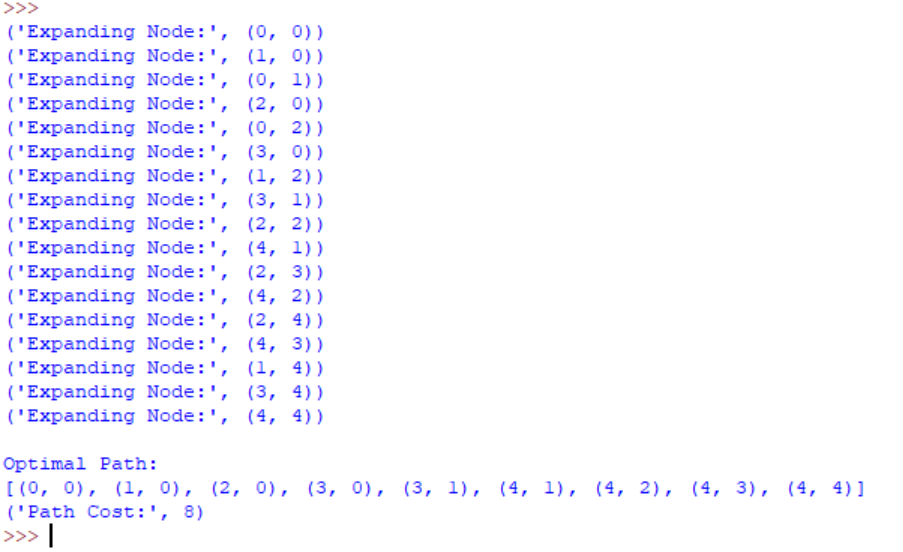 >>>
('Expanding Node:', (0, 0))
('Expanding Node:', (1, 0))
('Expanding Node:', (0, 1))
('Expanding Node:', (2, 0))
('Expanding Node:', (0, 2))
('Expanding Node:', (3, 0))
('Expanding Node:', (1, 2))
('Expanding Node:', (3, 1))
('Expanding Node:', (2, 2))
('Expanding Node:', (4, 1))
('Expanding Node:', (2, 3))
('Expanding Node:', (4, 2))
('Expanding Node:', (2, 4))
('Expanding Node:', (4, 3))
('Expanding Node:', (1, 4))
('Expanding Node:', (3, 4))
('Expanding Node:', (4, 4))
Optimal Path:
[(0, 0), (1, 0), (2, 0), (3, 0), (3, 1), (4, 1), (4, 2), (4, 3), (4, 4)]
('Path Cost:', 8)
>>>